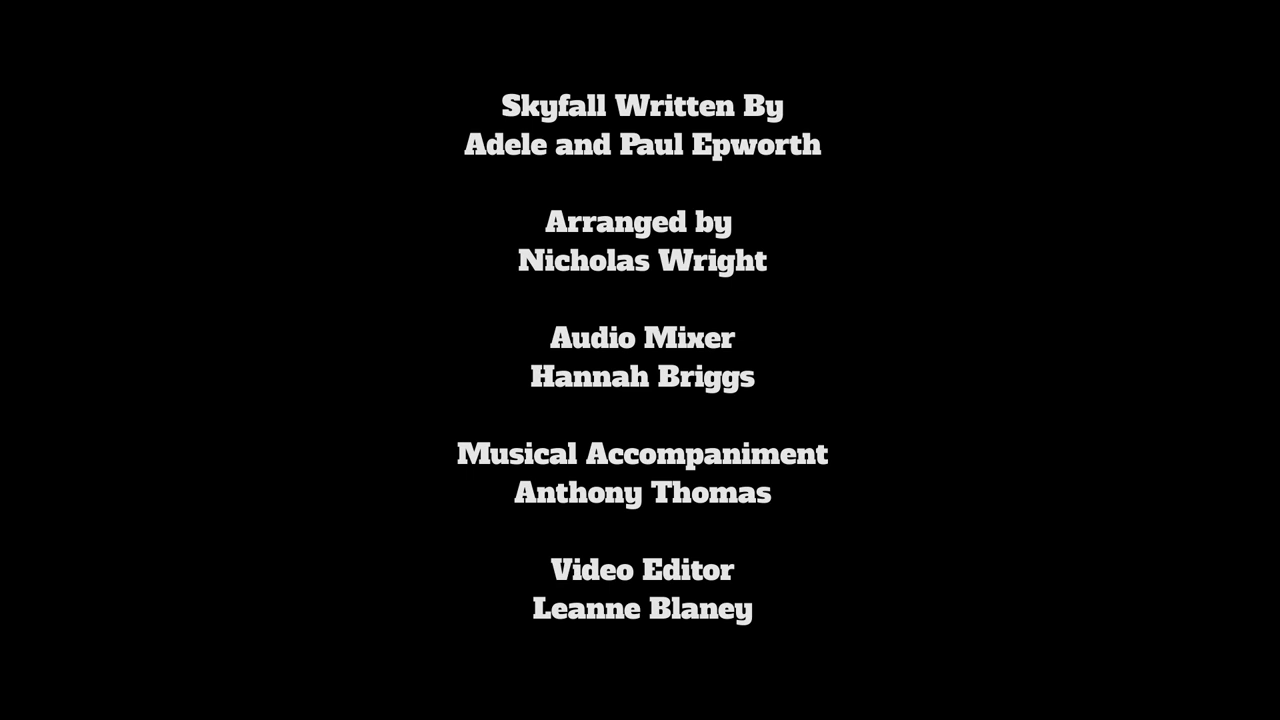 Skyfall Written By
Adele and Paul Epworth
Arranged by
Nicholas Wright
Audio Mixer
Hannah Briggs
Musical Accompaniment
Anthony Thomas
Video Editor
Leanne Blaney